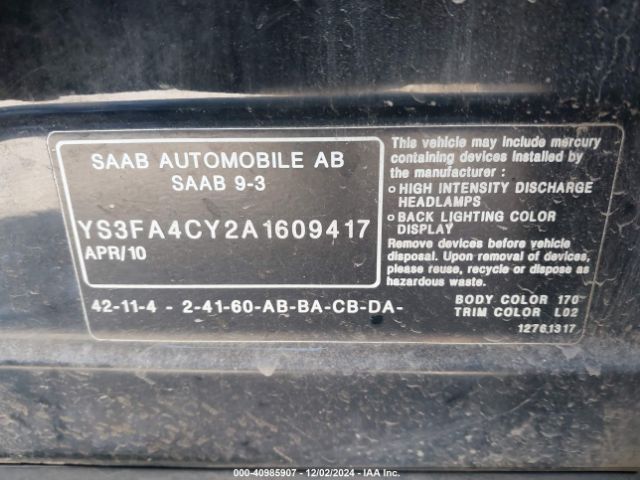 SAAB AUTOMOBILE AB
SAAB 9-3
YS3FA4CY2A1609417
APR/10
42-11-4 - 2-41-60-AB-BA-CB-DA-
This vehicle may include mercury
containing devices installed by
the manufacturer :
o HIGH INTENSITY DISCHARGE
HEADLAMPS
o BACK LIGHTING COLOR
DISPLAY
Remove devices before vehicle
disposal. Upon removal of devices,
please reuse, recycle or dispose as
hazardous waste.
BODY COLOR 170
TRIM COLOR L02
12761317
000-40985907 - 12/02/2024 - IAA Inc.